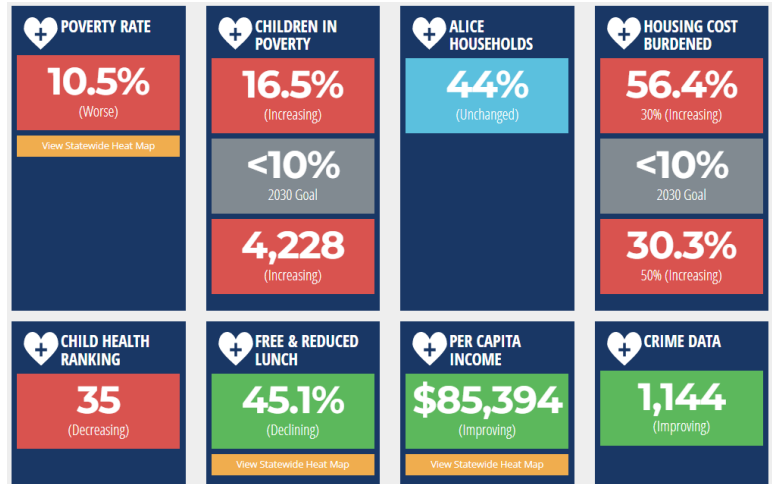 POVERTY RATE
10.5%
(Worse)
View Statewide Heat Map
CHILDREN IN
POVERTY
16.5%
(Increasing)
<10%
2030 Goal
4,228
(Increasing)
ALICE
HOUSEHOLDS
44%
(Unchanged)
HOUSING COST
BURDENED
56.4%
30% (Increasing)
<10%
2030 Goal
30.3%
50% (Increasing)
CHILD HEALTH
RANKING
35
(Decreasing)
FREE & REDUCED
LUNCH
45.1%
(Declining)
View Statewide Heat Map
PER CAPITA
INCOME
$85,394
(Improving)
View Statewide Heat Map
CRIME DATA
1,144
(Improving)